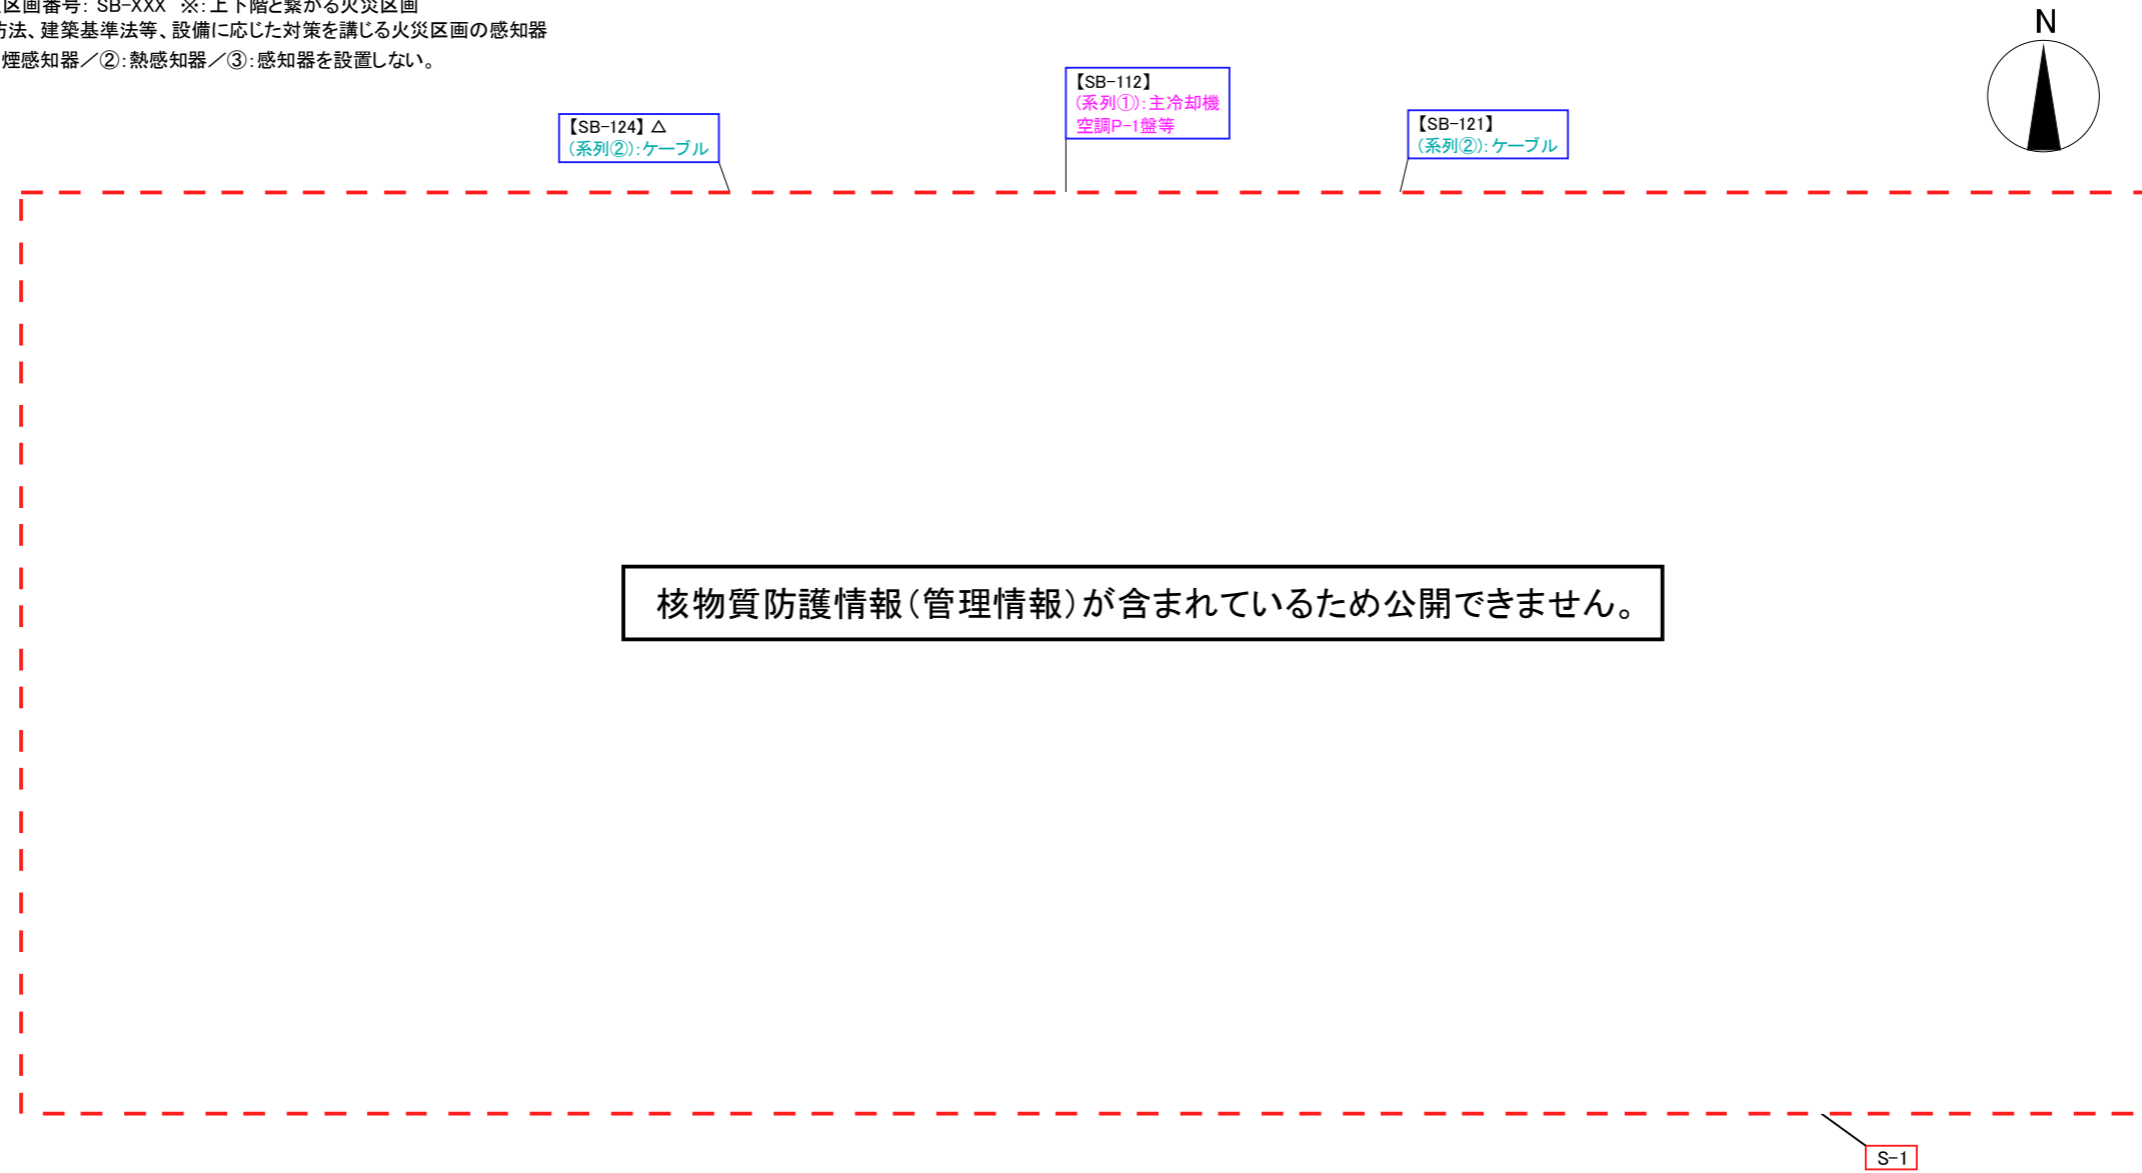 区画番号: SB-XXX ※:上下階と繋がる火災区画
防法、建築基準法等、設備に応じた対策を講じる火災区画の感知器
煙感知器／②:熱感知器／③:感知器を設置しない。
N
【SB-112】
(系列①):主冷却機
空調P-1盤等
【SB-124】 △
(系列②):ケーブル
【SB-121】
(系列②):ケーブル
核物質防護情報(管理情報)が含まれているため公開できません。
S-1